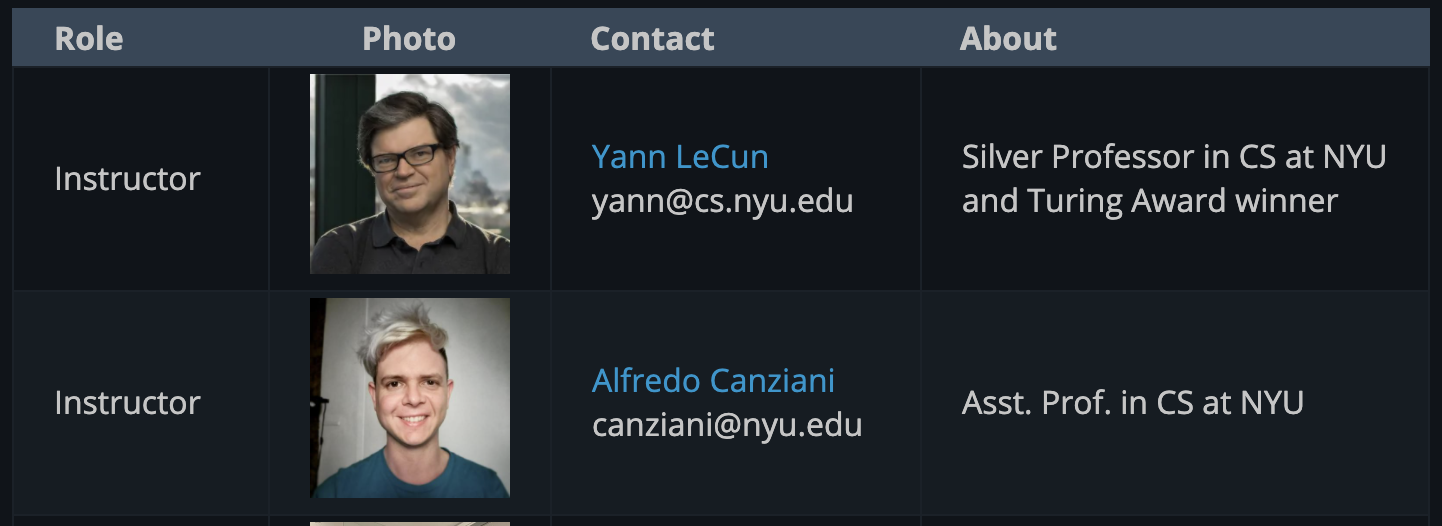 Role Photo Contact About
Instructor
Yann LeCun
yann@cs.nyu.edu
Silver Professor in CS at NYU
and Turing Award winner
Instructor
Alfredo Canziani
canziani@nyu.edu
Asst. Prof. in CS at NYU